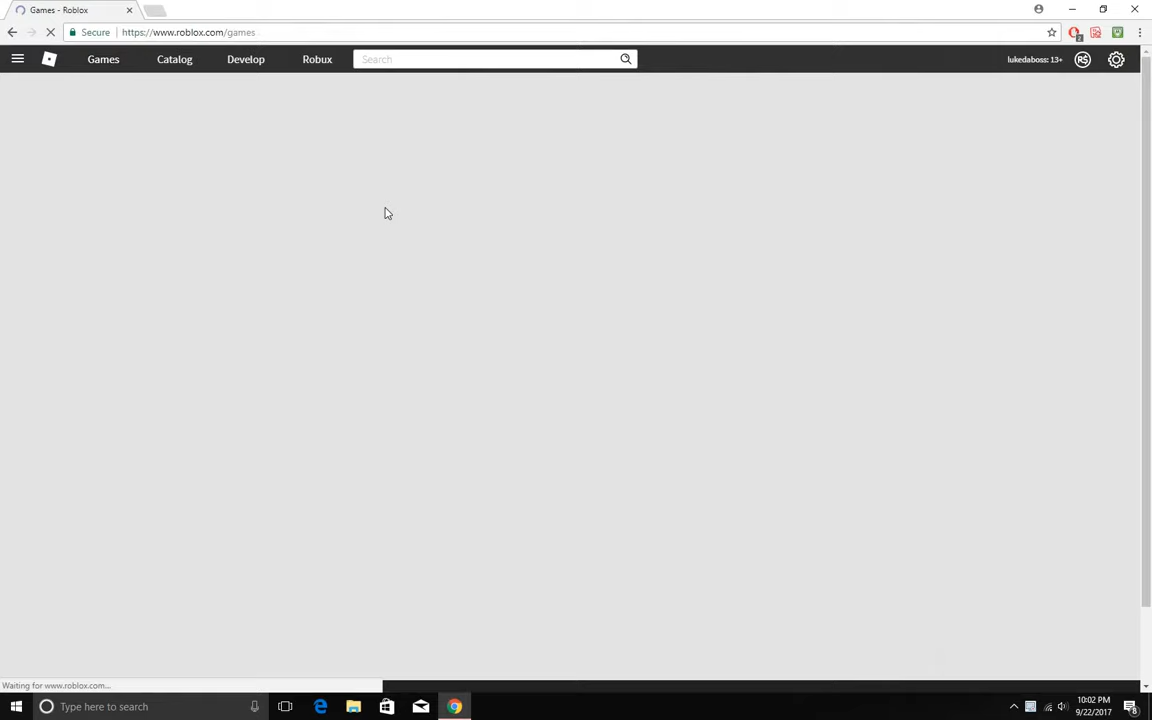 Games - Roblox
Secure https://www.roblox.com/games
Games Catalog Develop Robux Search lukedaboss: 13+ R$
Waiting for www.roblox.com...
Type here to search
10:02 PM
9/22/2017